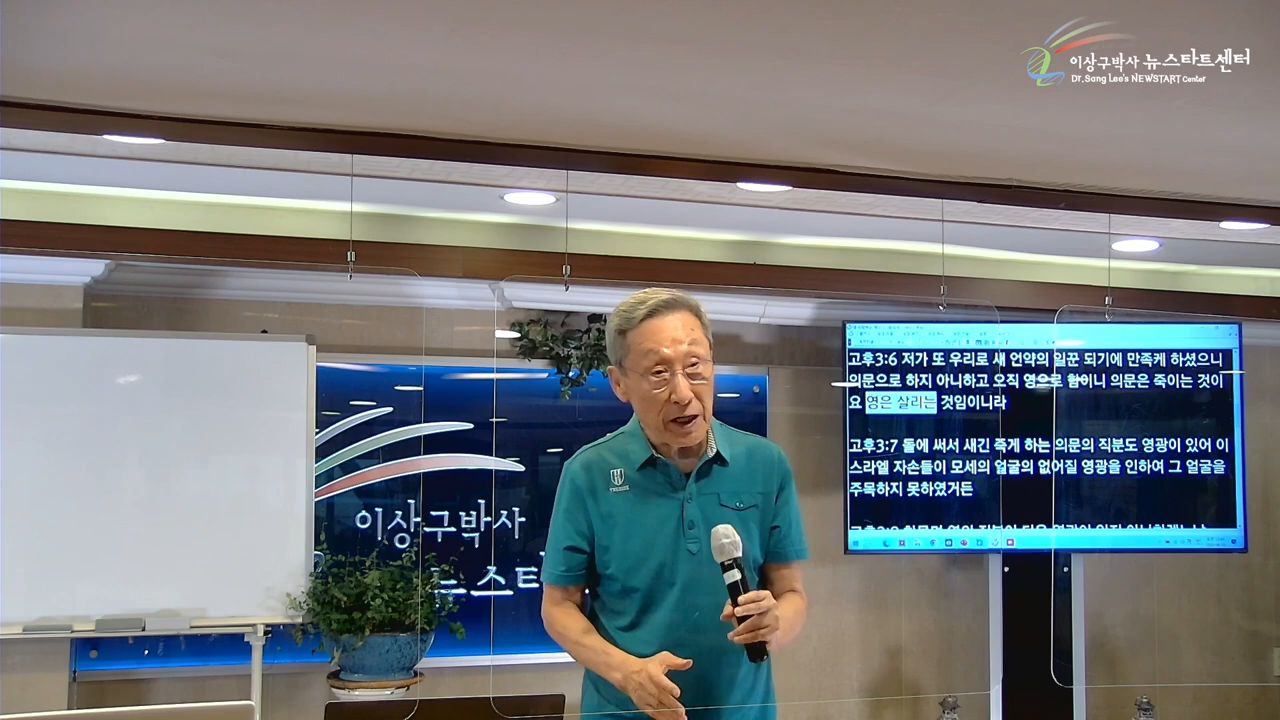 이상구박사 뉴스타트센터
Dr.Sang Lee's NEWSTART Center
고후3:6 저가 또 우리로 새 언약의 일꾼 되기에 만족케 하셨으니
의문으로 하지 아니하고 오직 영으로 함이니 의문은 죽이는 것이
요 영은 살리는 것임이니라
고후3:7 돌에 써서 새긴 죽게 하는 의문의 직분도 영광이 있어 이
스라엘 자손들이 모세의 얼굴의 없어질 영광을 인하여 그 얼굴을
주목하지 못하였거든
이상구박사
뉴스타